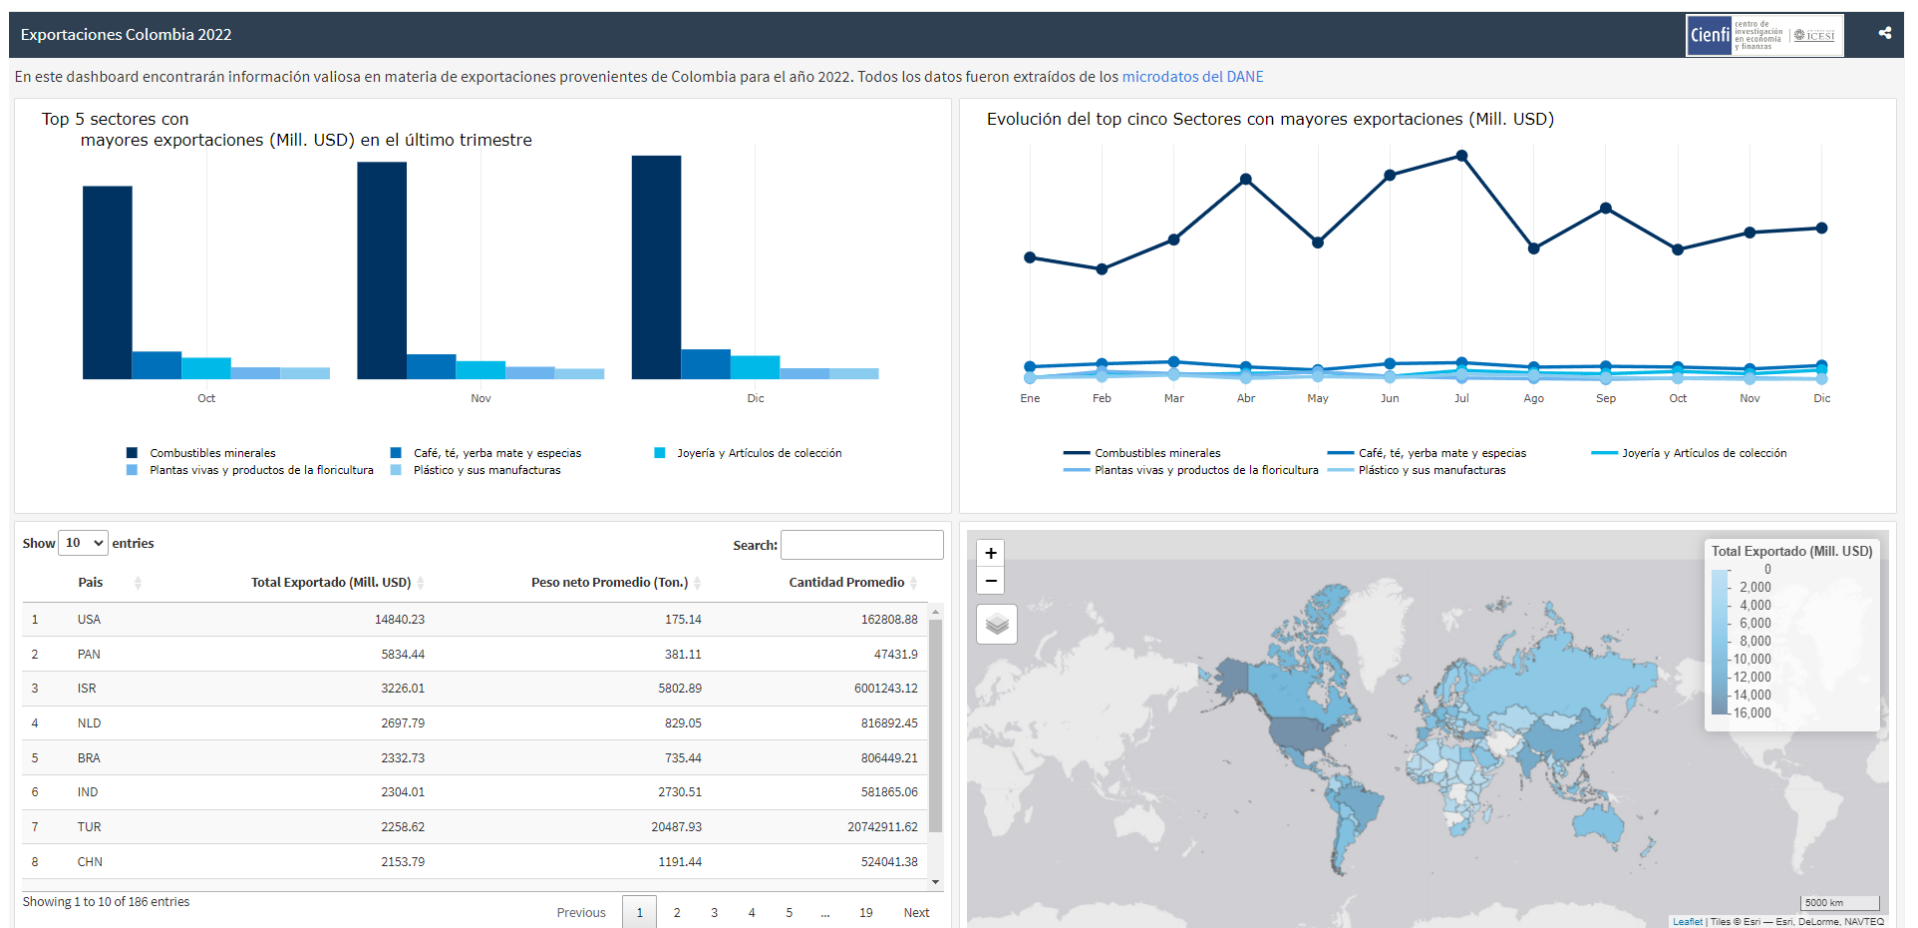 Exportaciones Colombia 2022
Cienfi
centro de
investigación
en economía
y finanzas
ICESI
En este dashboard encontrarán información valiosa en materia de exportaciones provenientes de Colombia para el año 2022. Todos los datos fueron extraídos de los microdatos del DANE
Top 5 sectores con
mayores exportaciones (Mill. USD) en el último trimestre
Oct Nov Dic
Combustibles minerales Café, té, yerba mate y especias Joyería y Artículos de colección
Plantas vivas y productos de la floricultura Plástico y sus manufacturas
Evolución del top cinco Sectores con mayores exportaciones (Mill. USD)
Ene Feb Mar Abr May Jun Jul Ago Sep Oct Nov Dic
Combustibles minerales Café, té, yerba mate y especias Joyería y Artículos de colección
Plantas vivas y productos de la floricultura Plástico y sus manufacturas
Show 10 entries Search:
Pais Total Exportado (Mill. USD) Peso neto Promedio (Ton.) Cantidad Promedio
1 USA 14840.23 175.14 162808.88
2 PAN 5834.44 381.11 47431.9
3 ISR 3226.01 5802.89 6001243.12
4 NLD 2697.79 829.05 816892.45
5 BRA 2332.73 735.44 806449.21
6 IND 2304.01 2730.51 581865.06
7 TUR 2258.62 20487.93 20742911.62
8 CHN 2153.79 1191.44 524041.38
Showing 1 to 10 of 186 entries
Previous 1 2 3 4 5 ... 19 Next
+
−
Total Exportado (Mill. USD)
0
2,000
4,000
6,000
8,000
10,000
12,000
14,000
16,000
5000 km
Leaflet | Tiles © Esri — Esri, DeLorme, NAVTEQ